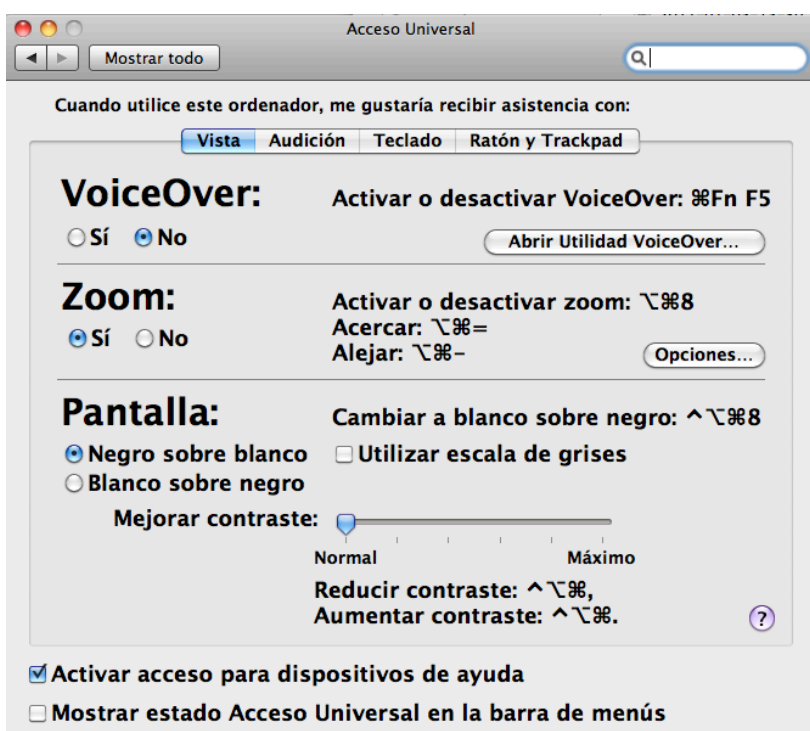 Acceso Universal
Mostrar todo
Cuando utilice este ordenador, me gustaría recibir asistencia con:
Vista Audición Teclado Ratón y Trackpad
VoiceOver: Activar o desactivar VoiceOver: ⌘Fn F5
Sí No Abrir Utilidad VoiceOver...
Zoom: Activar o desactivar zoom: ⌥⌘8
Sí No Acercar: ⌥⌘=
Alejar: ⌥⌘-
Opciones...
Pantalla: Cambiar a blanco sobre negro: ^⌥⌘8
Negro sobre blanco Utilizar escala de grises
Blanco sobre negro
Mejorar contraste:
Normal Máximo
Reducir contraste: ^⌥⌘,
Aumentar contraste: ^⌥⌘.
?
Activar acceso para dispositivos de ayuda
Mostrar estado Acceso Universal en la barra de menús